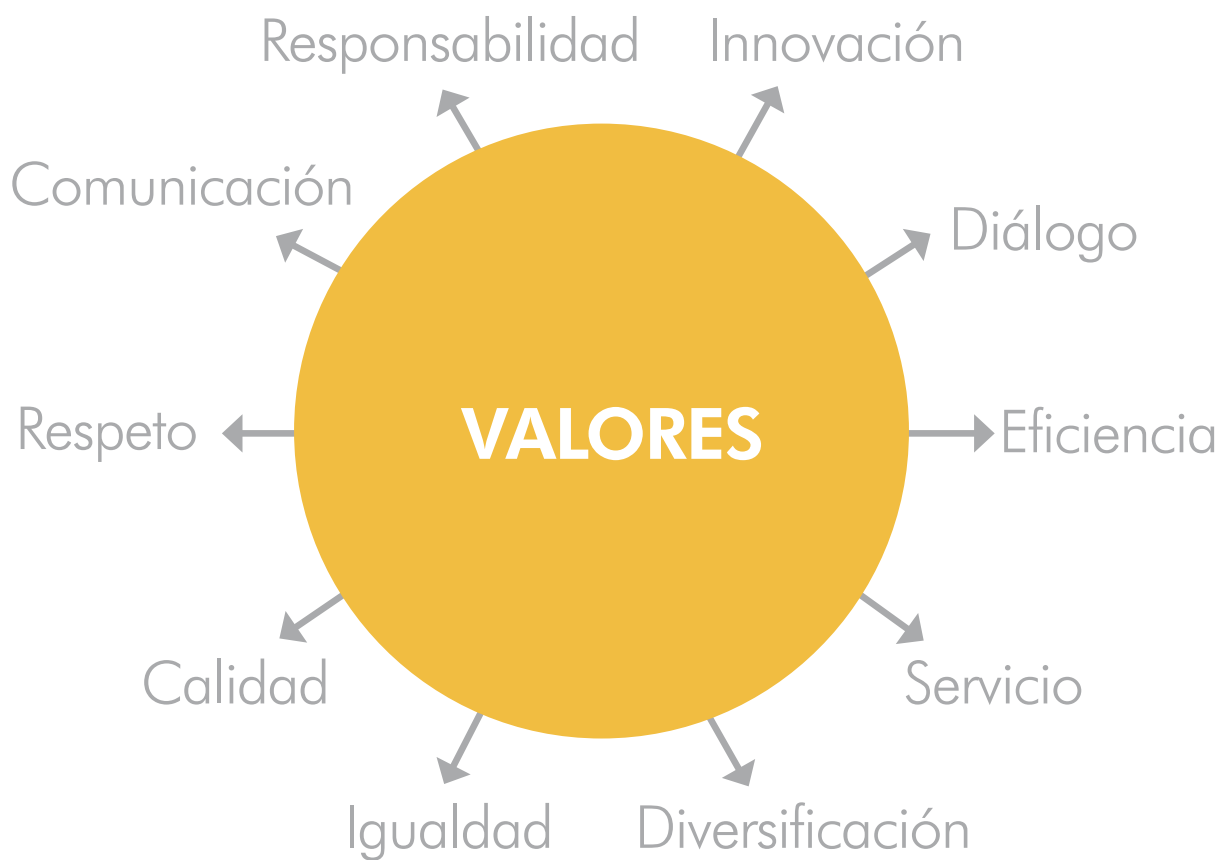 Responsabilidad
Innovación
Comunicación
Diálogo
Respeto
VALORES
Eficiencia
Calidad
Servicio
Igualdad
Diversificación